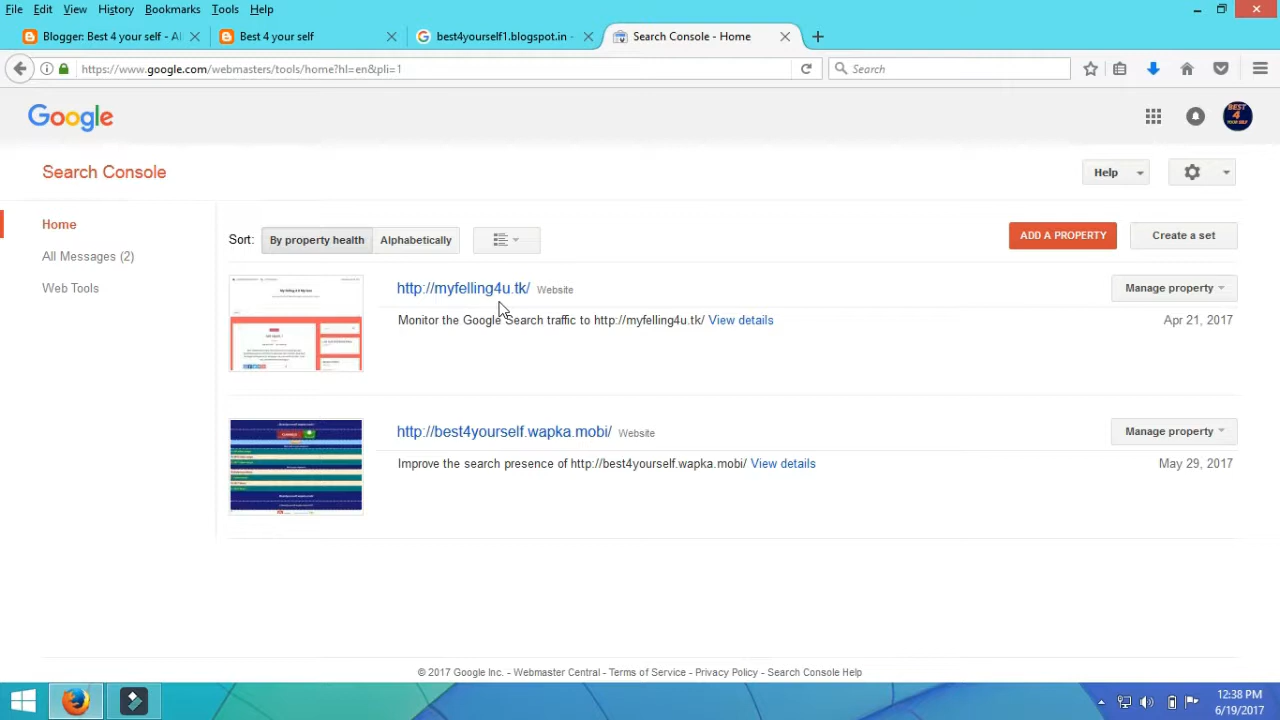 File Edit View History Bookmarks Tools Help
Blogger: Best 4 your self - Al
Best 4 your self
best4yourself1.blogspot.in -
Search Console - Home
https://www.google.com/webmasters/tools/home?hl=en&pli=1
Search
Google
BEST 4 YOUR SELF
Search Console
Help
Home
All Messages (2)
Web Tools
Sort: By property health Alphabetically
ADD A PROPERTY
Create a set
http://myfelling4u.tk/ Website
Manage property
Monitor the Google Search traffic to http://myfelling4u.tk/ View details
Apr 21, 2017
http://best4yourself.wapka.mobi/ Website
Manage property
Improve the search presence of http://best4yourself.wapka.mobi/ View details
May 29, 2017
© 2017 Google Inc. - Webmaster Central - Terms of Service - Privacy Policy - Search Console Help
12:38 PM
6/19/2017